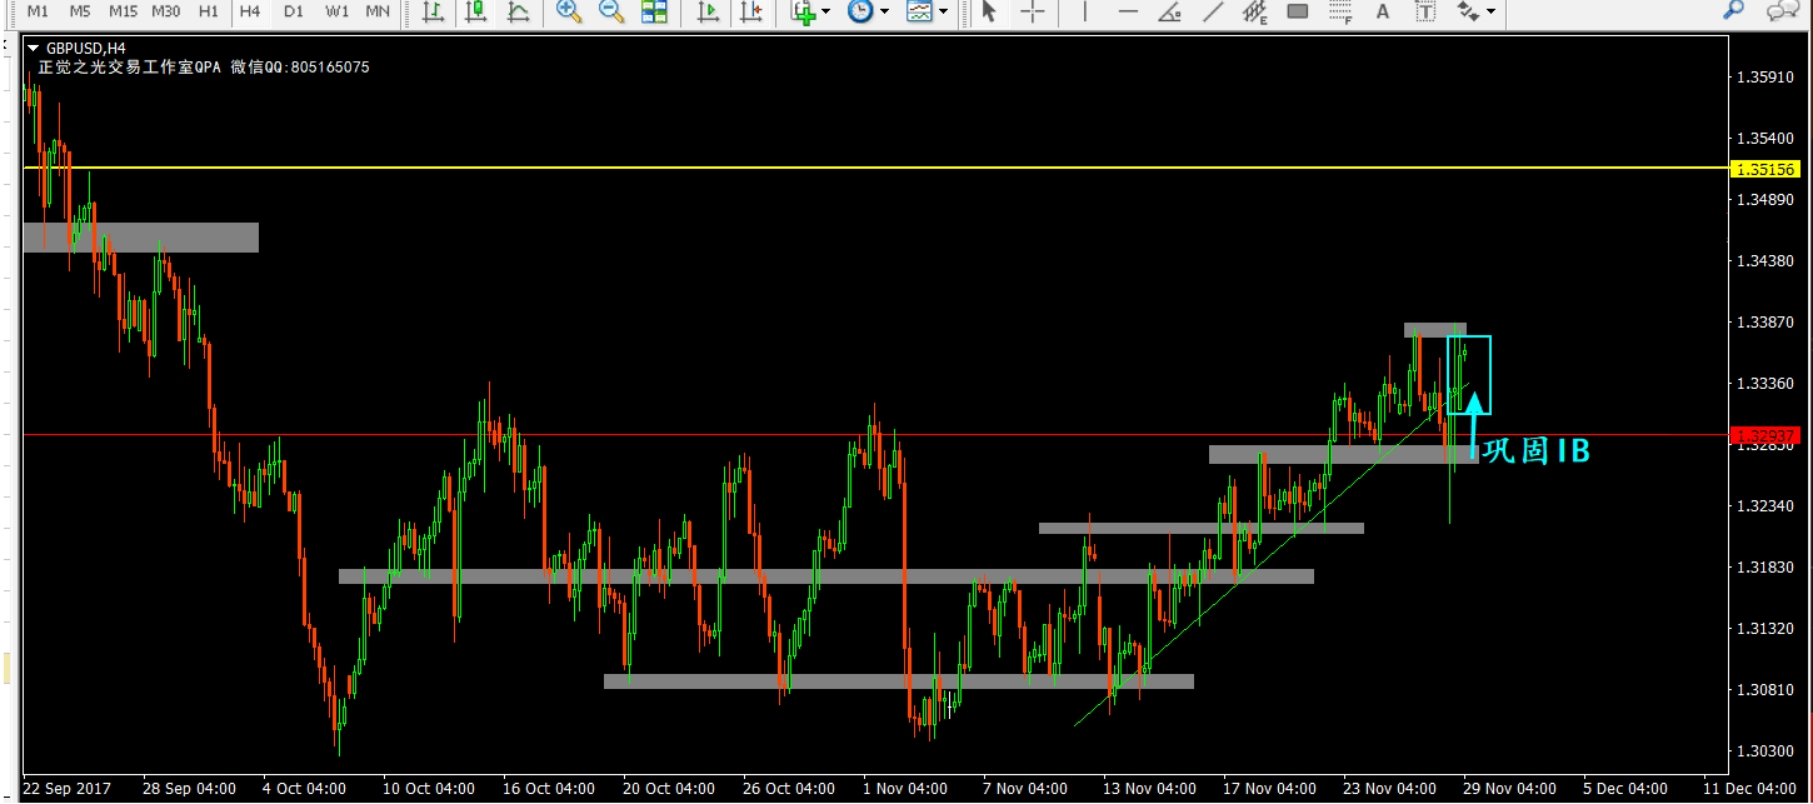 M1 M5 M15 M30 H1 H4 D1 W1 MN E F A T
GBPUSD,H4
正觉之光交易工作室QPA 微信QQ:805165075
1.35910
1.35400
1.35156
1.34890
1.34380
1.33870
1.33360
1.32937
1.32850
巩固IB
1.32340
1.31830
1.31320
1.30810
1.30300
22 Sep 2017 28 Sep 04:00 4 Oct 04:00 10 Oct 04:00 16 Oct 04:00 20 Oct 04:00 26 Oct 04:00 1 Nov 04:00 7 Nov 04:00 13 Nov 04:00 17 Nov 04:00 23 Nov 04:00 29 Nov 04:00 5 Dec 04:00 11 Dec 04:00